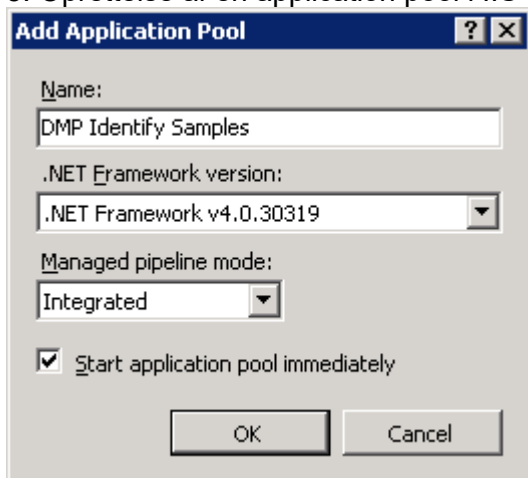 Add Application Pool
Name:
DMP Identify Samples
.NET Framework version:
.NET Framework v4.0.30319
Managed pipeline mode:
Integrated
Start application pool immediately
OK Cancel